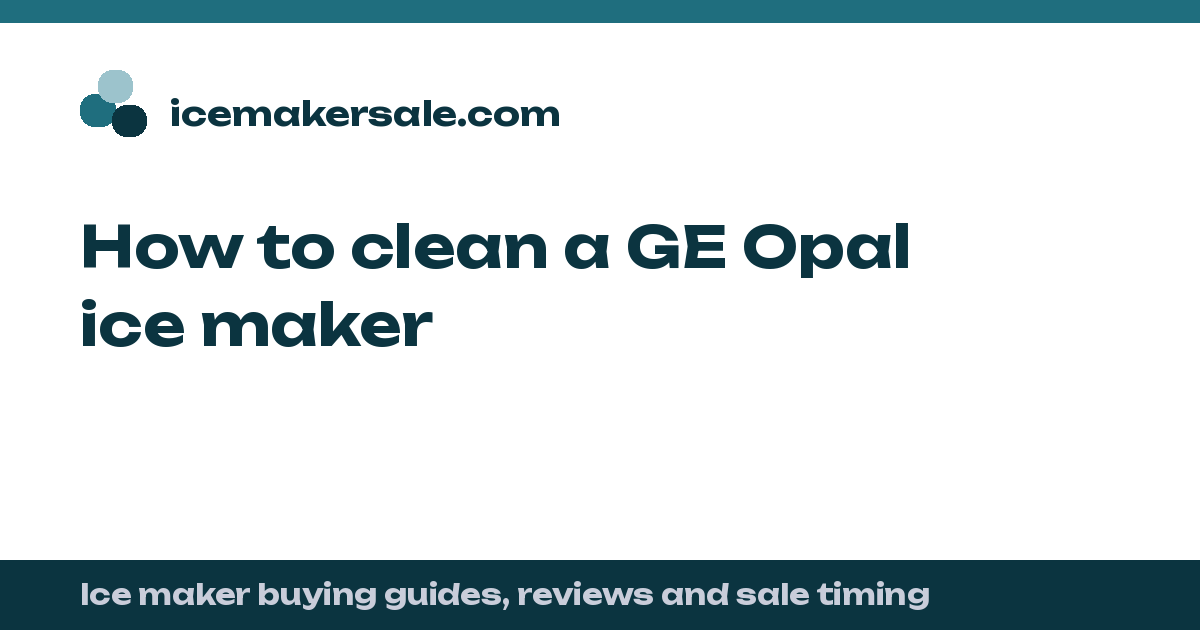 icemakersale.com
How to clean a GE Opal
ice maker
Ice maker buying guides, reviews and sale timing